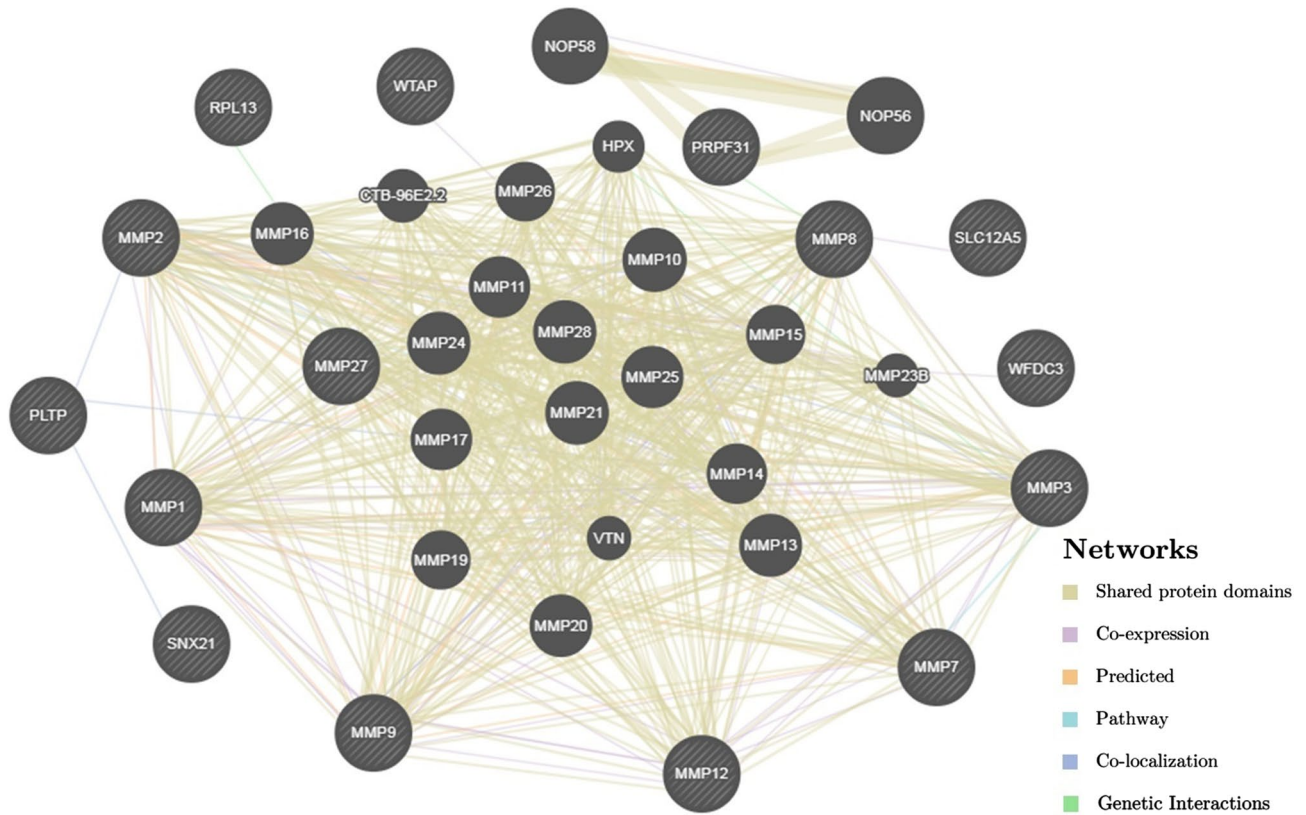 NOP58
WTAP
RPL13
NOP56
HPX
PRPF31
CTB-96E2.2
MMP26
MMP2
MMP16
MMP8
SLC12A5
MMP10
MMP11
MMP28
MMP15
MMP24
MMP27
MMP25
MMP23B
WFDC3
PLTP
MMP21
MMP17
MMP14
MMP3
MMP1
VTN
MMP13
MMP19
Networks
Shared protein domains
MMP20
Co-expression
SNX21
MMP7
Predicted
Pathway
MMP9
Co-localization
MMP12
Genetic Interactions